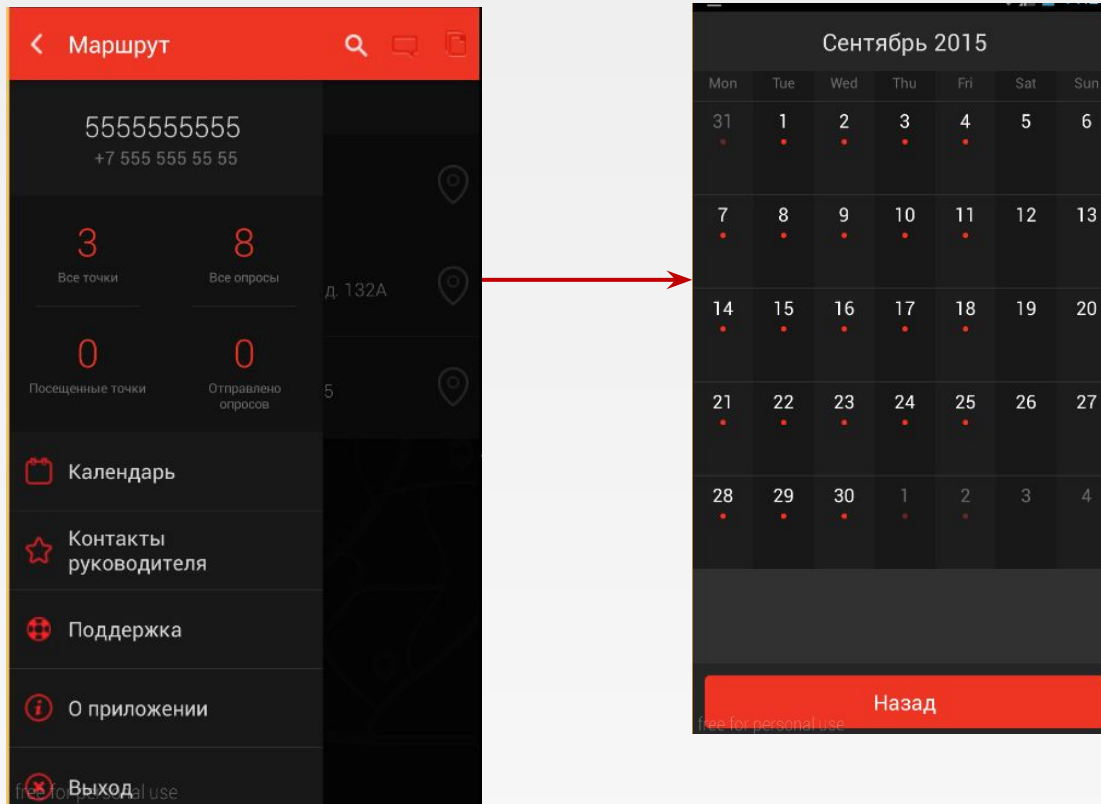 Маршрут
5555555555
+7 555 555 55 55
3 8
Все точки Все опросы
д. 132А
0 0
Посещенные точки Отправлено опросов
5
Календарь
Контакты
руководителя
Поддержка
О приложении
Выход
free for personal use
Сентябрь 2015
Mon Tue Wed Thu Fri Sat Sun
31 1 2 3 4 5 6
7 8 9 10 11 12 13
14 15 16 17 18 19 20
21 22 23 24 25 26 27
28 29 30 1 2 3 4
Назад
free for personal use